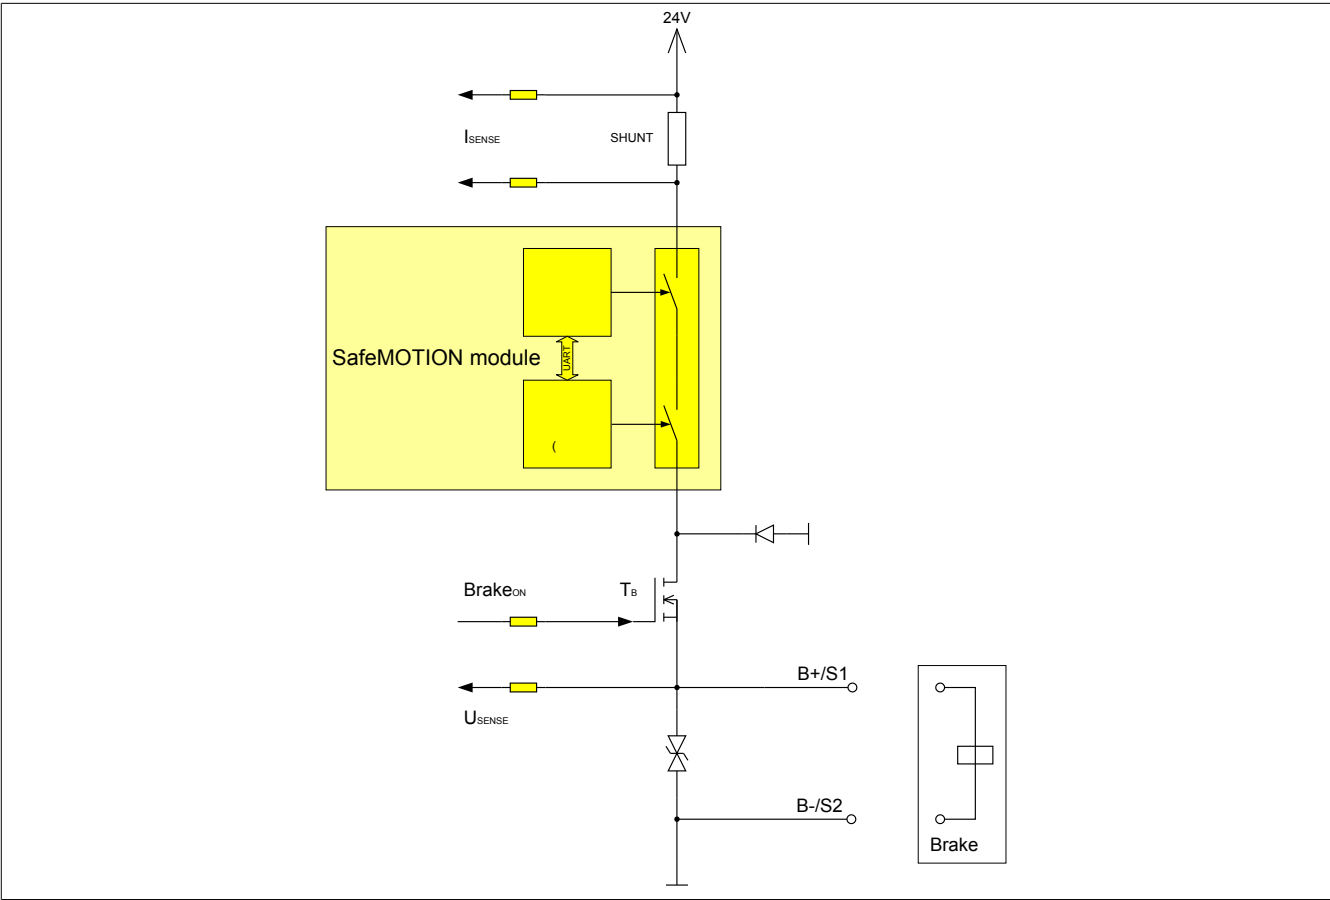 24V
ISENSE
SHUNT
SafeMOTION module
UART
(
BrakeON
TB
B+/S1
USENSE
B-/S2
Brake